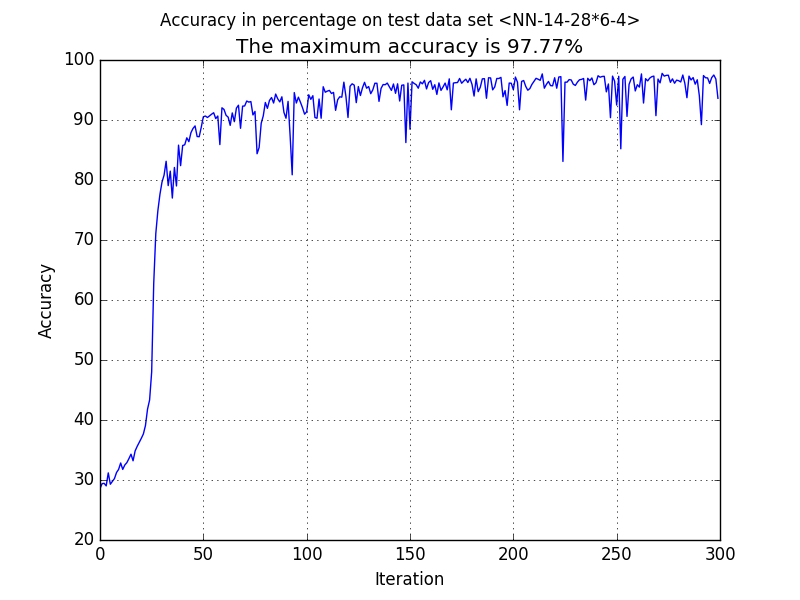 Accuracy in percentage on test data set <NN-14-28*6-4>
The maximum accuracy is 97.77%
100
90
80
70
60
50
40
30
20
Accuracy
0 50 100 150 200 250 300
Iteration